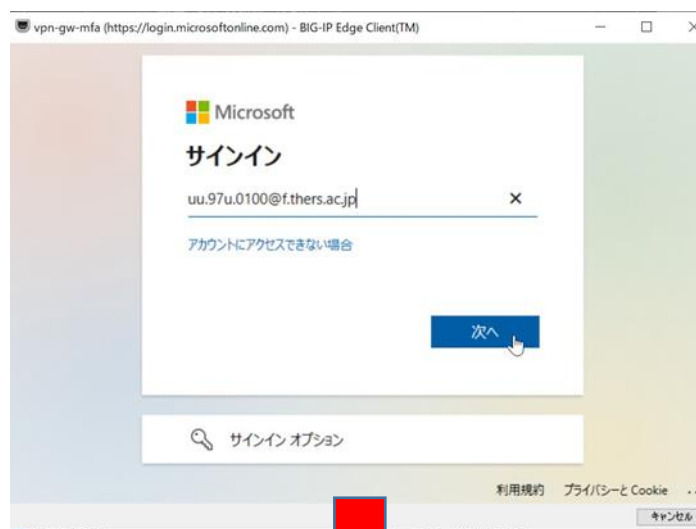 vpn-gw-mfa (https://login.microsoftonline.com) - BIG-IP Edge Client(TM)
Microsoft
サインイン
uu.97u.0100@f.thers.ac.jp
アカウントにアクセスできない場合
次へ
サインイン オプション
利用規約 プライバシーと Cookie ...
キャンセル